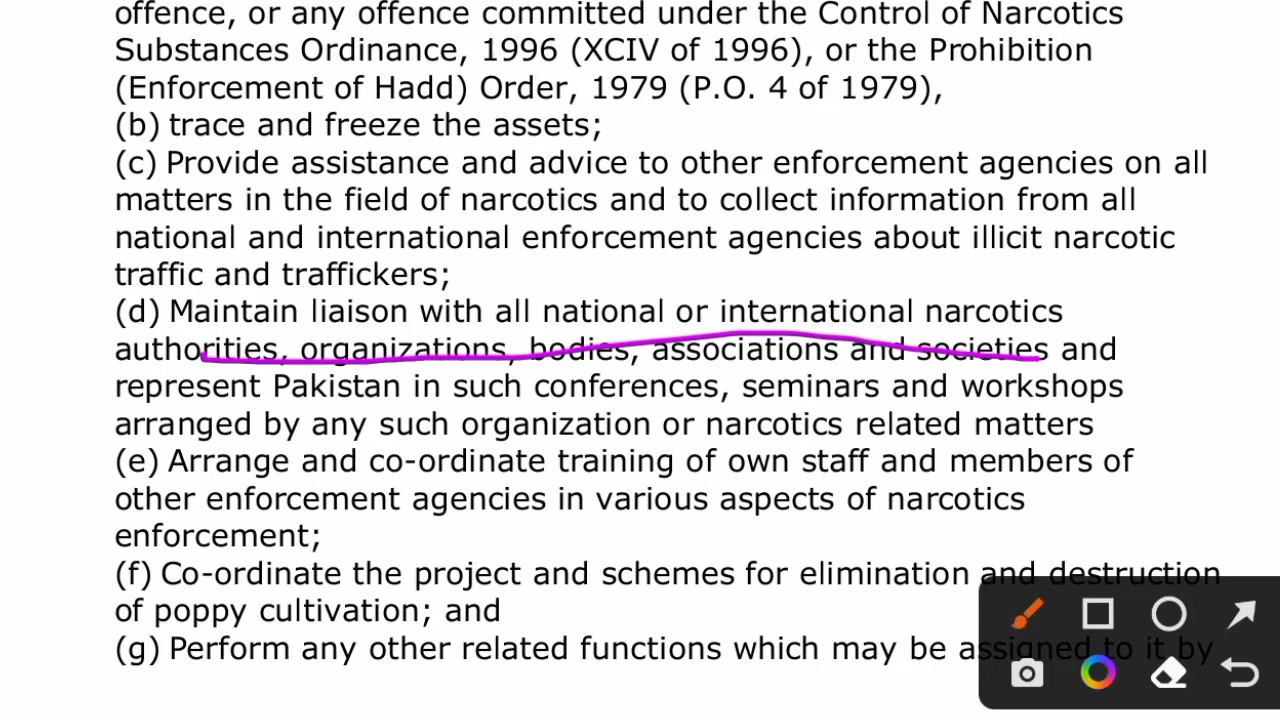 offence, or any offence committed under the Control of Narcotics
Substances Ordinance, 1996 (XCIV of 1996), or the Prohibition
(Enforcement of Hadd) Order, 1979 (P.O. 4 of 1979),
(b) trace and freeze the assets;
(c) Provide assistance and advice to other enforcement agencies on all
matters in the field of narcotics and to collect information from all
national and international enforcement agencies about illicit narcotic
traffic and traffickers;
(d) Maintain liaison with all national or international narcotics
authorities, organizations, bodies, associations and societies and
represent Pakistan in such conferences, seminars and workshops
arranged by any such organization or narcotics related matters
(e) Arrange and co-ordinate training of own staff and members of
other enforcement agencies in various aspects of narcotics
enforcement;
(f) Co-ordinate the project and schemes for elimination and destruction
of poppy cultivation; and
(g) Perform any other related functions which may be assigned to it by